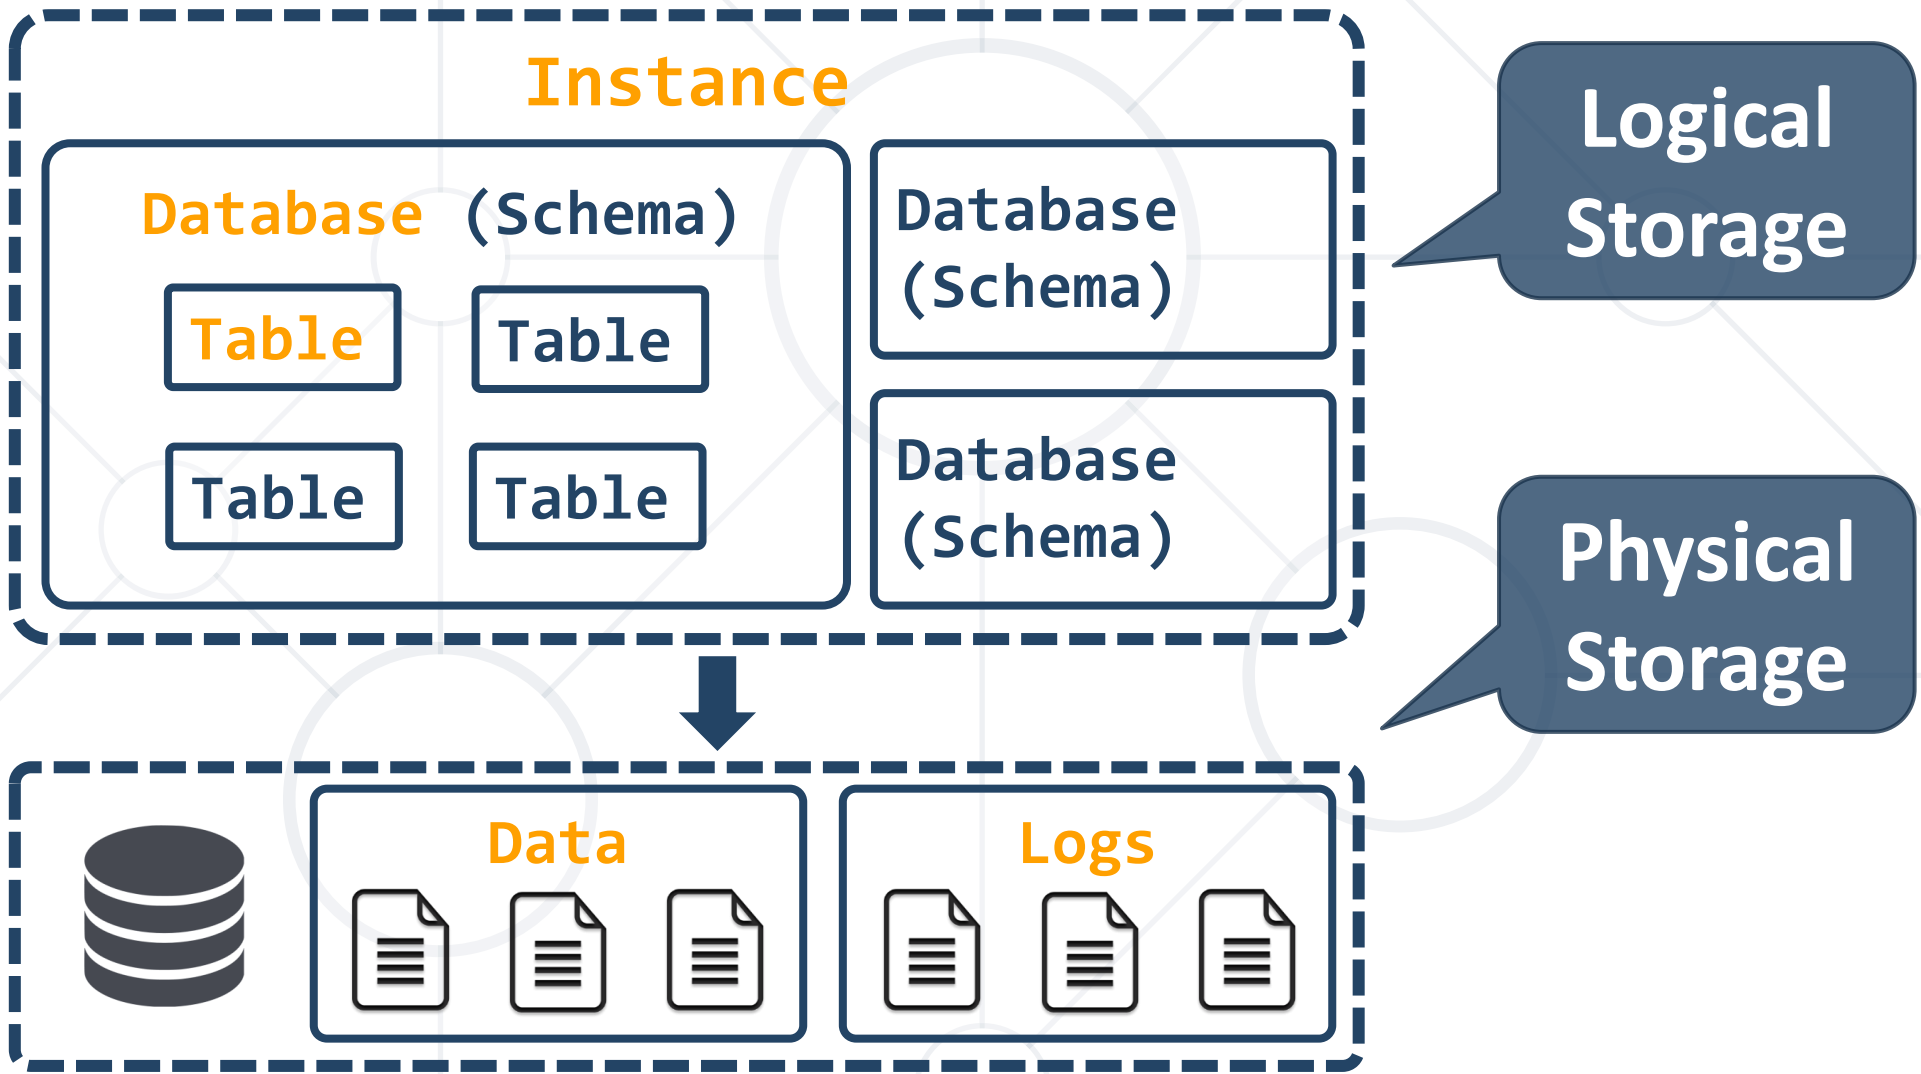 Instance
Database (Schema)
Table
Table
Table
Table
Database
(Schema)
Database
(Schema)
Logical
Storage
Physical
Storage
Data
Logs